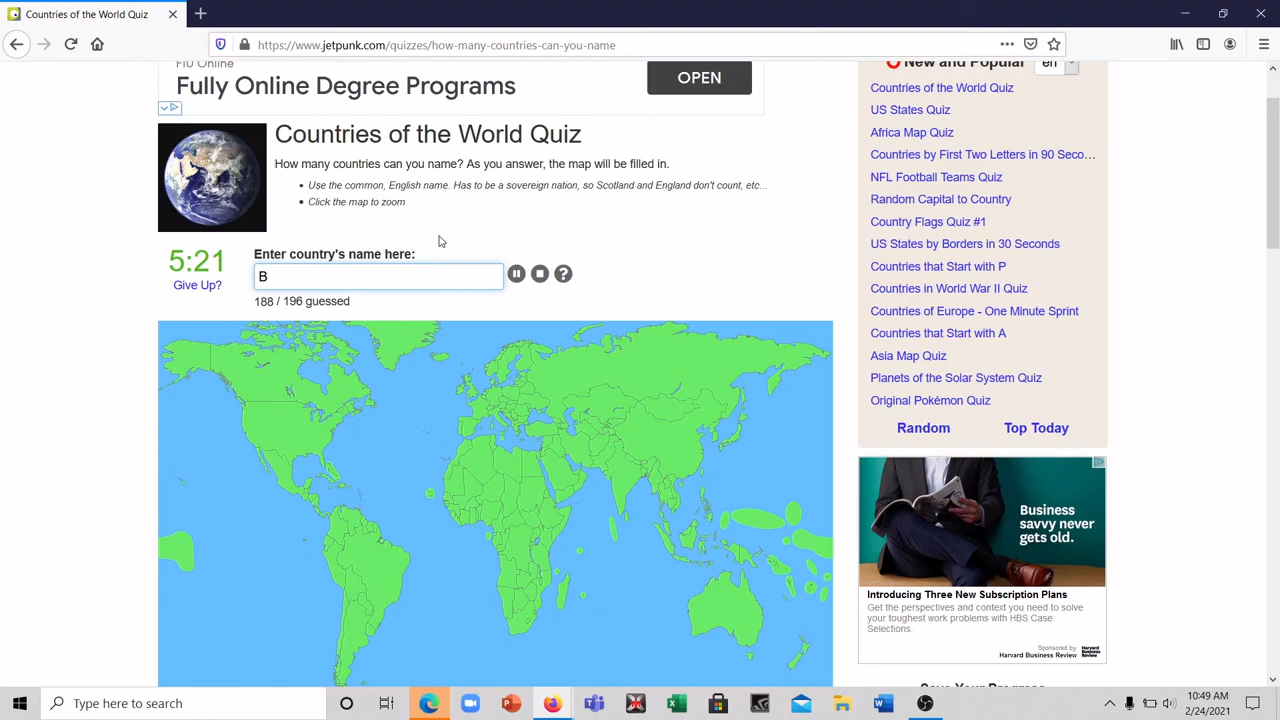 Countries of the World Quiz
https://www.jetpunk.com/quizzes/how-many-countries-can-you-name
FIU Online
Fully Online Degree Programs
OPEN
Countries of the World Quiz
How many countries can you name? As you answer, the map will be filled in.
Use the common, English name. Has to be a sovereign nation, so Scotland and England don't count, etc...
Click the map to zoom
5:21
Give Up?
Enter country's name here:
B
188 / 196 guessed
New and Popular
en
Countries of the World Quiz
US States Quiz
Africa Map Quiz
Countries by First Two Letters in 90 Seco...
NFL Football Teams Quiz
Random Capital to Country
Country Flags Quiz #1
US States by Borders in 30 Seconds
Countries that Start with P
Countries in World War II Quiz
Countries of Europe - One Minute Sprint
Countries that Start with A
Asia Map Quiz
Planets of the Solar System Quiz
Original Pokémon Quiz
Random
Top Today
Business
savvy never
gets old.
Introducing Three New Subscription Plans
Get the perspectives and context you need to solve
your toughest work problems with HBS Case
Selections.
Sponsored by
Harvard Business Review
Save Your Progress
Type here to search
10:49 AM
2/24/2021